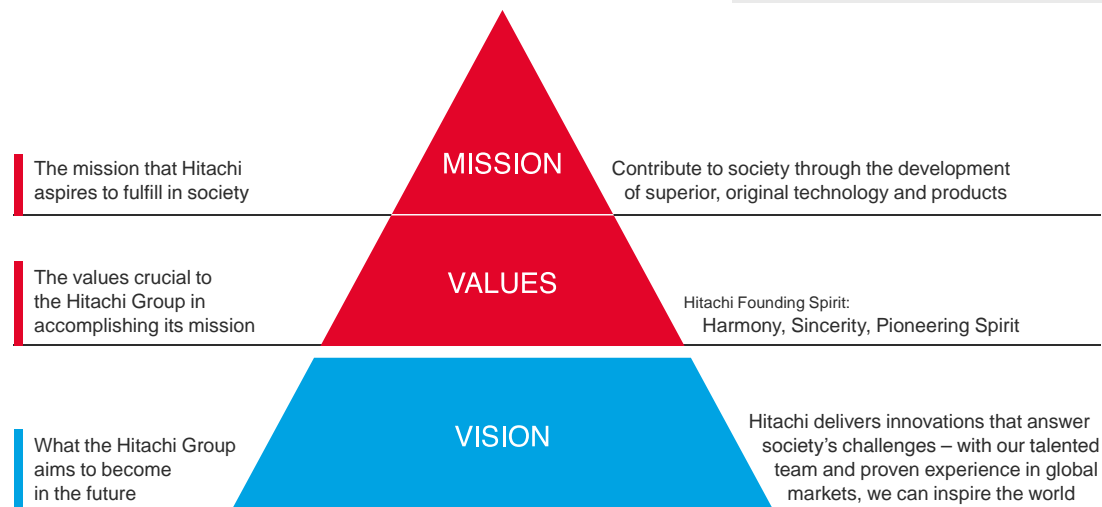 The mission that Hitachi
aspires to fulfill in society
MISSION
Contribute to society through the development
of superior, original technology and products
The values crucial to
the Hitachi Group in
accomplishing its mission
VALUES
Hitachi Founding Spirit:
Harmony, Sincerity, Pioneering Spirit
What the Hitachi Group
aims to become
in the future
VISION
Hitachi delivers innovations that answer
society’s challenges – with our talented
team and proven experience in global
markets, we can inspire the world